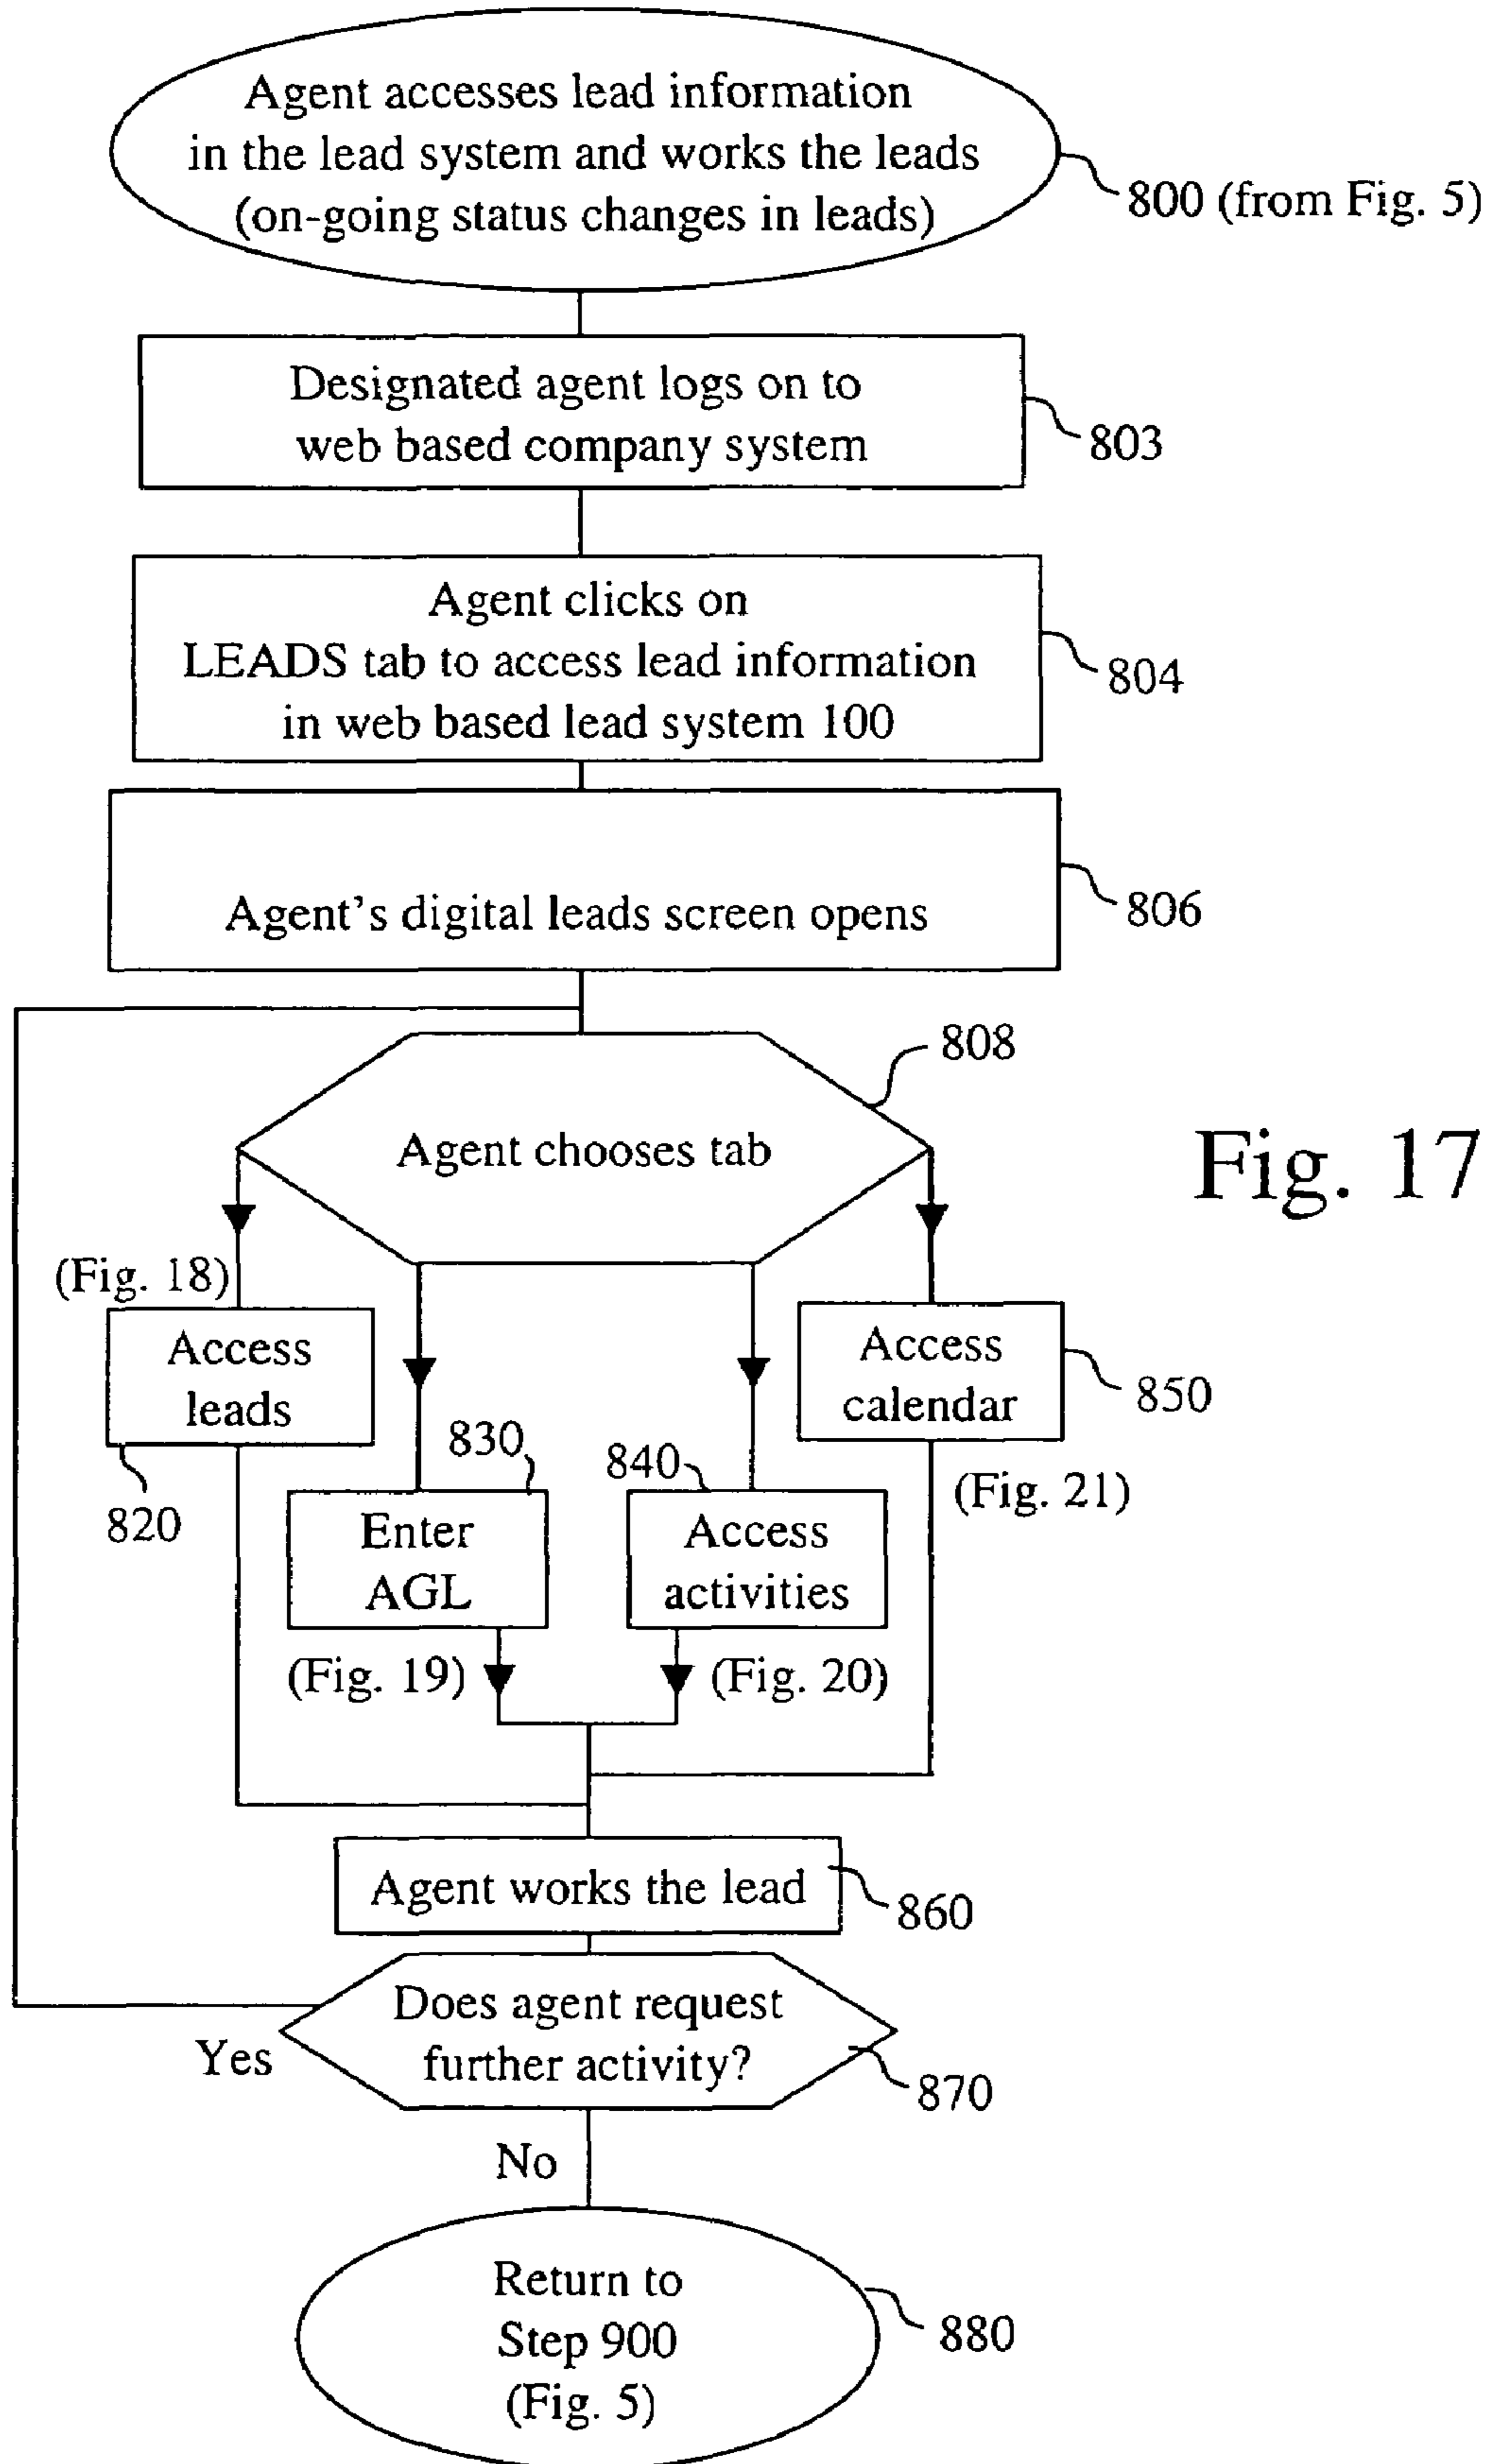 Agent accesses lead information
in the lead system and works the leads
(on-going status changes in leads)
800 (from Fig. 5)
Designated agent logs on to
web based company system
803
Agent clicks on
LEADS tab to access lead information
in web based lead system 100
804
Agent's digital leads screen opens
806
808
Agent chooses tab
Fig. 17
(Fig. 18)
Access
leads
820
830
Enter
AGL
(Fig. 19)
840
Access
activities
(Fig. 20)
Access
calendar
850
(Fig. 21)
Agent works the lead
860
Does agent request
further activity?
870
Yes
No
Return to
Step 900
(Fig. 5)
880